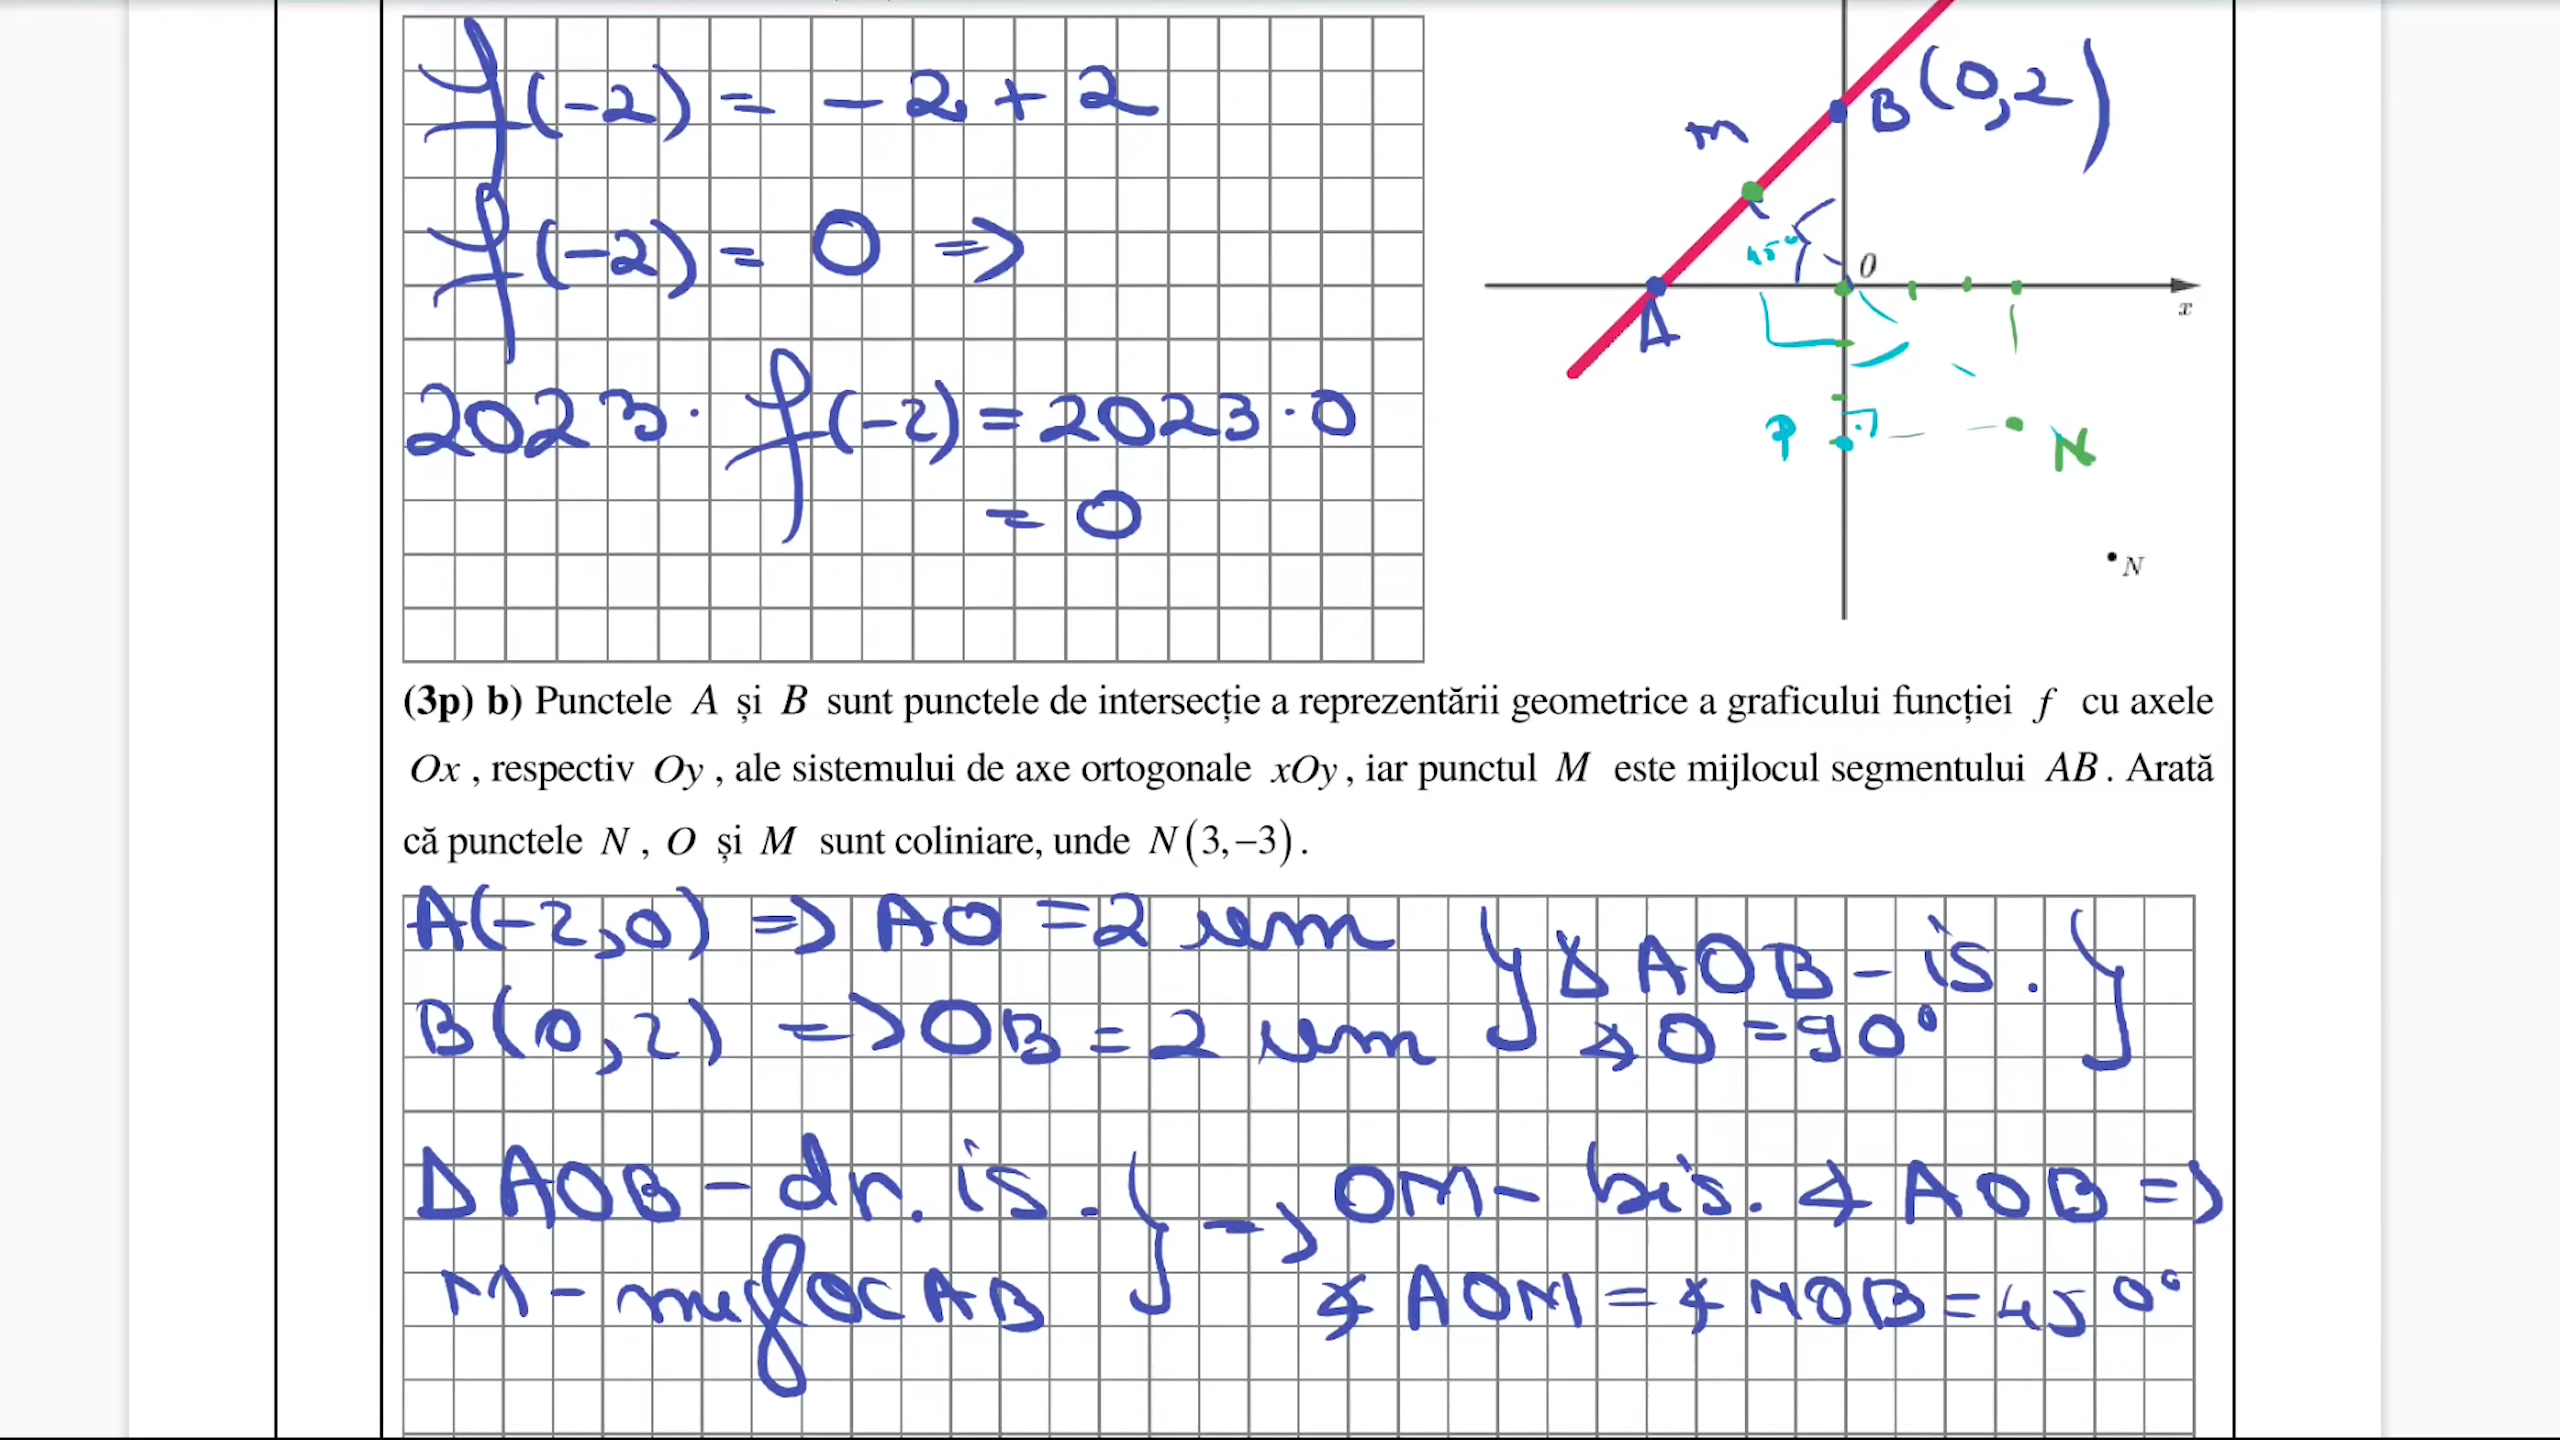 f(-2) = -2 + 2
f(-2) = 0 =>
2023 · f(-2) = 2023 · 0
= 0
B(0,2)
m
45°
O
A
x
P
N
N
(3p) b) Punctele A și B sunt punctele de intersecție a reprezentării geometrice a graficului funcției f cu axele
Ox, respectiv Oy, ale sistemului de axe ortogonale xOy, iar punctul M este mijlocul segmentului AB. Arată
că punctele N, O și M sunt coliniare, unde N(3,−3).
A(-2,0) => AO = 2 um } Δ AOB - is. }
B(0,2) => OB = 2 um ∢O = 90°
Δ AOB - dr. is. } => OM - bis. ∢ AOB =>
M - mijloc AB ∢ AOM = ∢ MOB = 45°